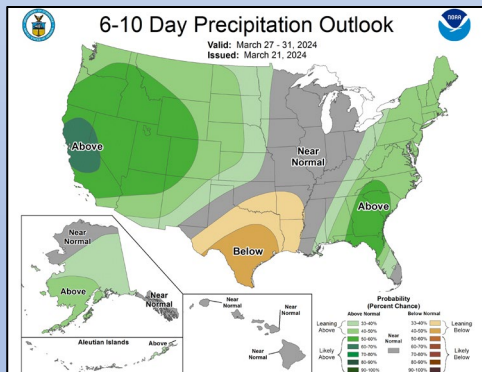 6-10 Day Precipitation Outlook
Valid: March 27 - 31, 2024
Issued: March 21, 2024
NOAA
Above
Near
Normal
Above
Below
Near
Normal
Above
Near
Normal
Aleutian Islands
Above
Near
Normal
Near
Normal
Near
Normal
Probability
(Percent Chance)
Above Normal
Below Normal
Leaning
Above
33-40%
40-50%
50-60%
Likely
Above
60-70%
70-80%
80-90%
90-100%
Near
Normal
33-40%
40-50%
50-60%
60-70%
70-80%
80-90%
90-100%
Leaning
Below
Likely
Below